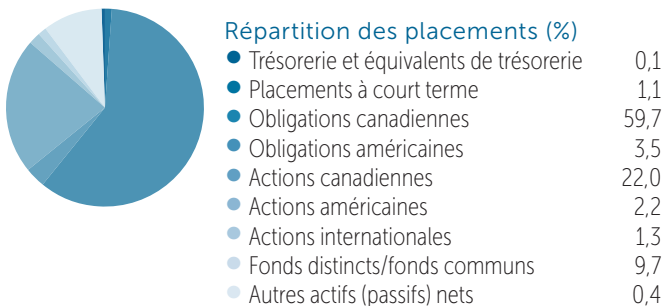 Répartition des placements (%)
Trésorerie et équivalents de trésorerie 0,1
Placements à court terme 1,1
Obligations canadiennes 59,7
Obligations américaines 3,5
Actions canadiennes 22,0
Actions américaines 2,2
Actions internationales 1,3
Fonds distincts/fonds communs 9,7
Autres actifs (passifs) nets 0,4